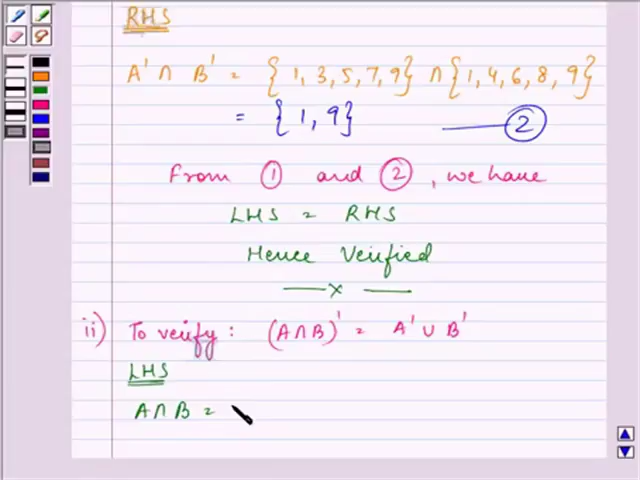 RHS
A' ∩ B' = {1, 3, 5, 7, 9} ∩ {1, 4, 6, 8, 9}
= {1, 9} —— ②
From ① and ②, we have
LHS = RHS
Hence Verified
—— x ——
ii) To verify : (A∩B)' = A' ∪ B'
LHS
A∩B =